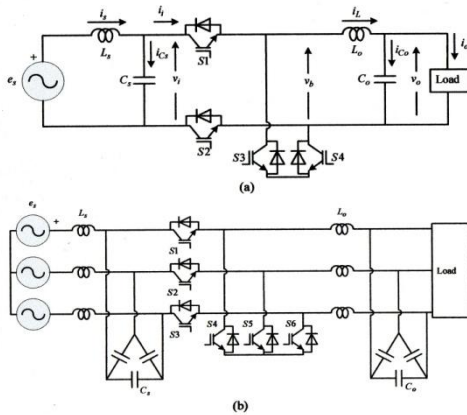 i_s i_i i_L i_o
L_s S1 L_o
i_Cs i_Co
+
e_s C_s v_i v_b C_o v_o Load
S3 S4
S2
(a)
e_s + L_s L_o
S1
S2 Load
S3 S4 S5 S6
C_s C_o
(b)